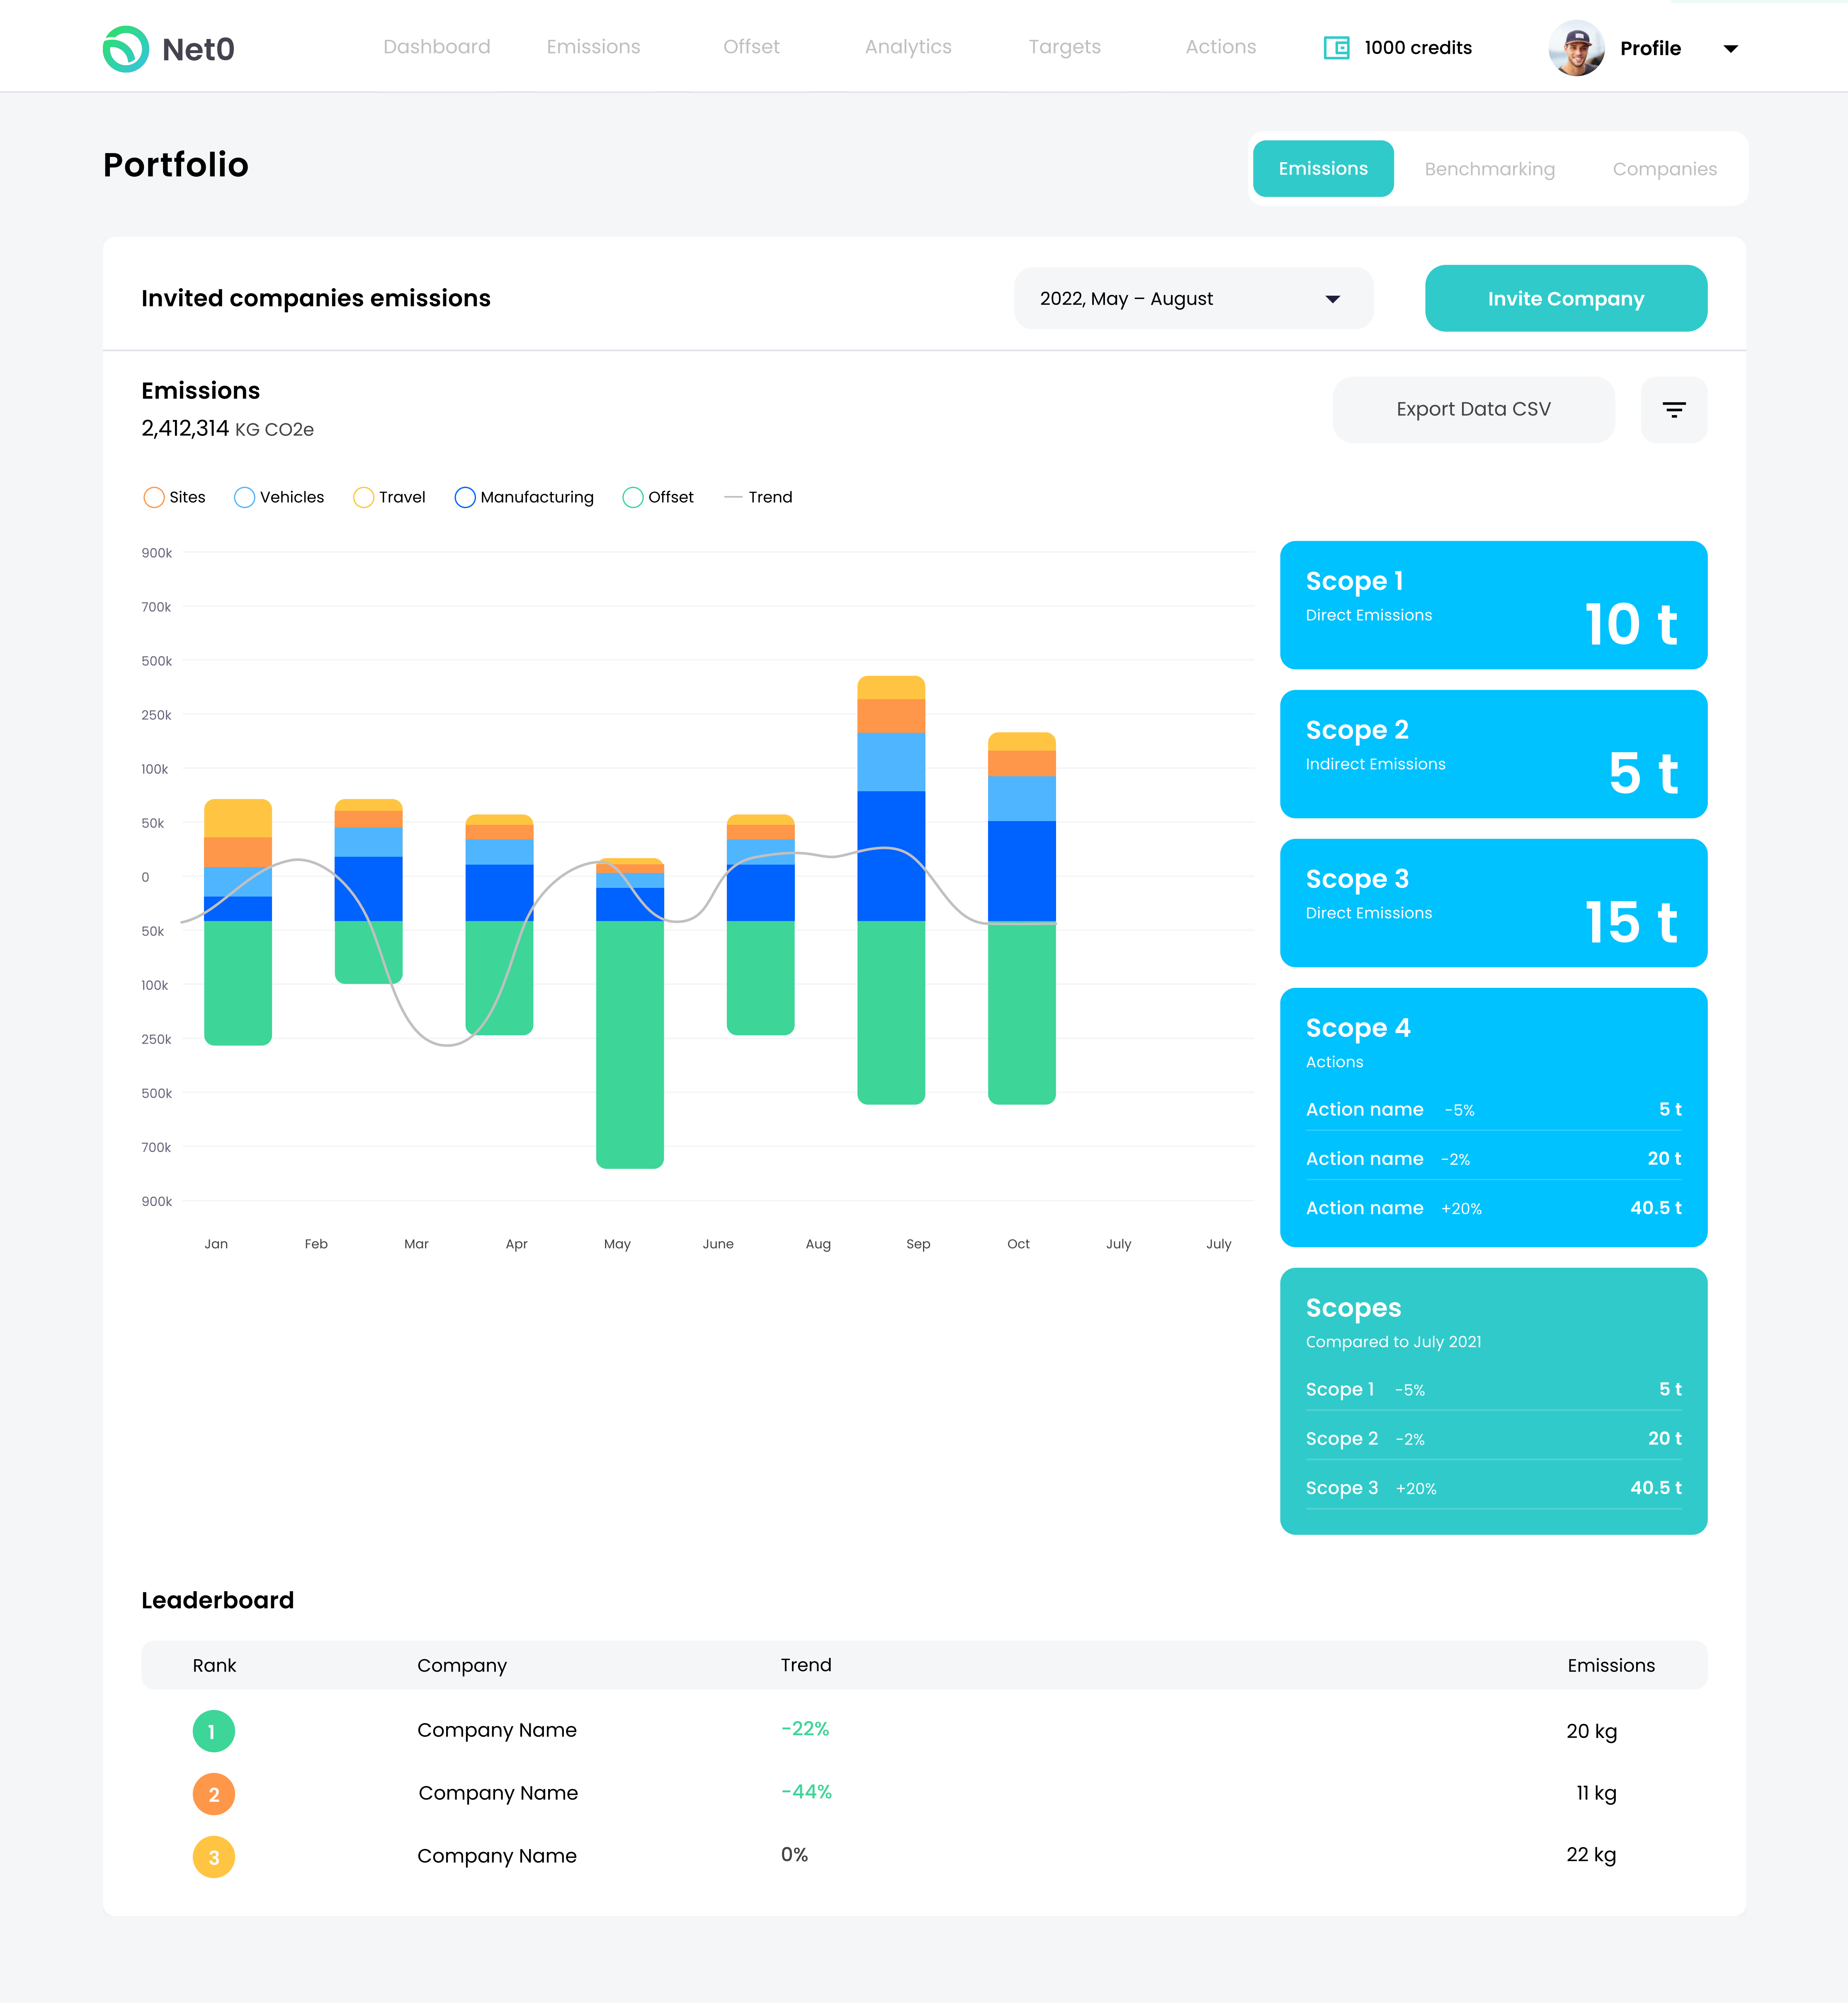 Net0
Dashboard Emissions Offset Analytics Targets Actions 1000 credits Profile
Portfolio
Emissions Benchmarking Companies
Invited companies emissions 2022, May – August Invite Company
Emissions
2,412,314 KG CO2e
Export Data CSV
Sites Vehicles Travel Manufacturing Offset Trend
900k
700k
500k
250k
100k
50k
0
50k
100k
250k
500k
700k
900k
Jan Feb Mar Apr May June Aug Sep Oct July July
Scope 1
Direct Emissions
10 t
Scope 2
Indirect Emissions
5 t
Scope 3
Direct Emissions
15 t
Scope 4
Actions
Action name -5% 5 t
Action name -2% 20 t
Action name +20% 40.5 t
Scopes
Compared to July 2021
Scope 1 -5% 5 t
Scope 2 -2% 20 t
Scope 3 +20% 40.5 t
Leaderboard
Rank Company Trend Emissions
1 Company Name -22% 20 kg
2 Company Name -44% 11 kg
3 Company Name 0% 22 kg